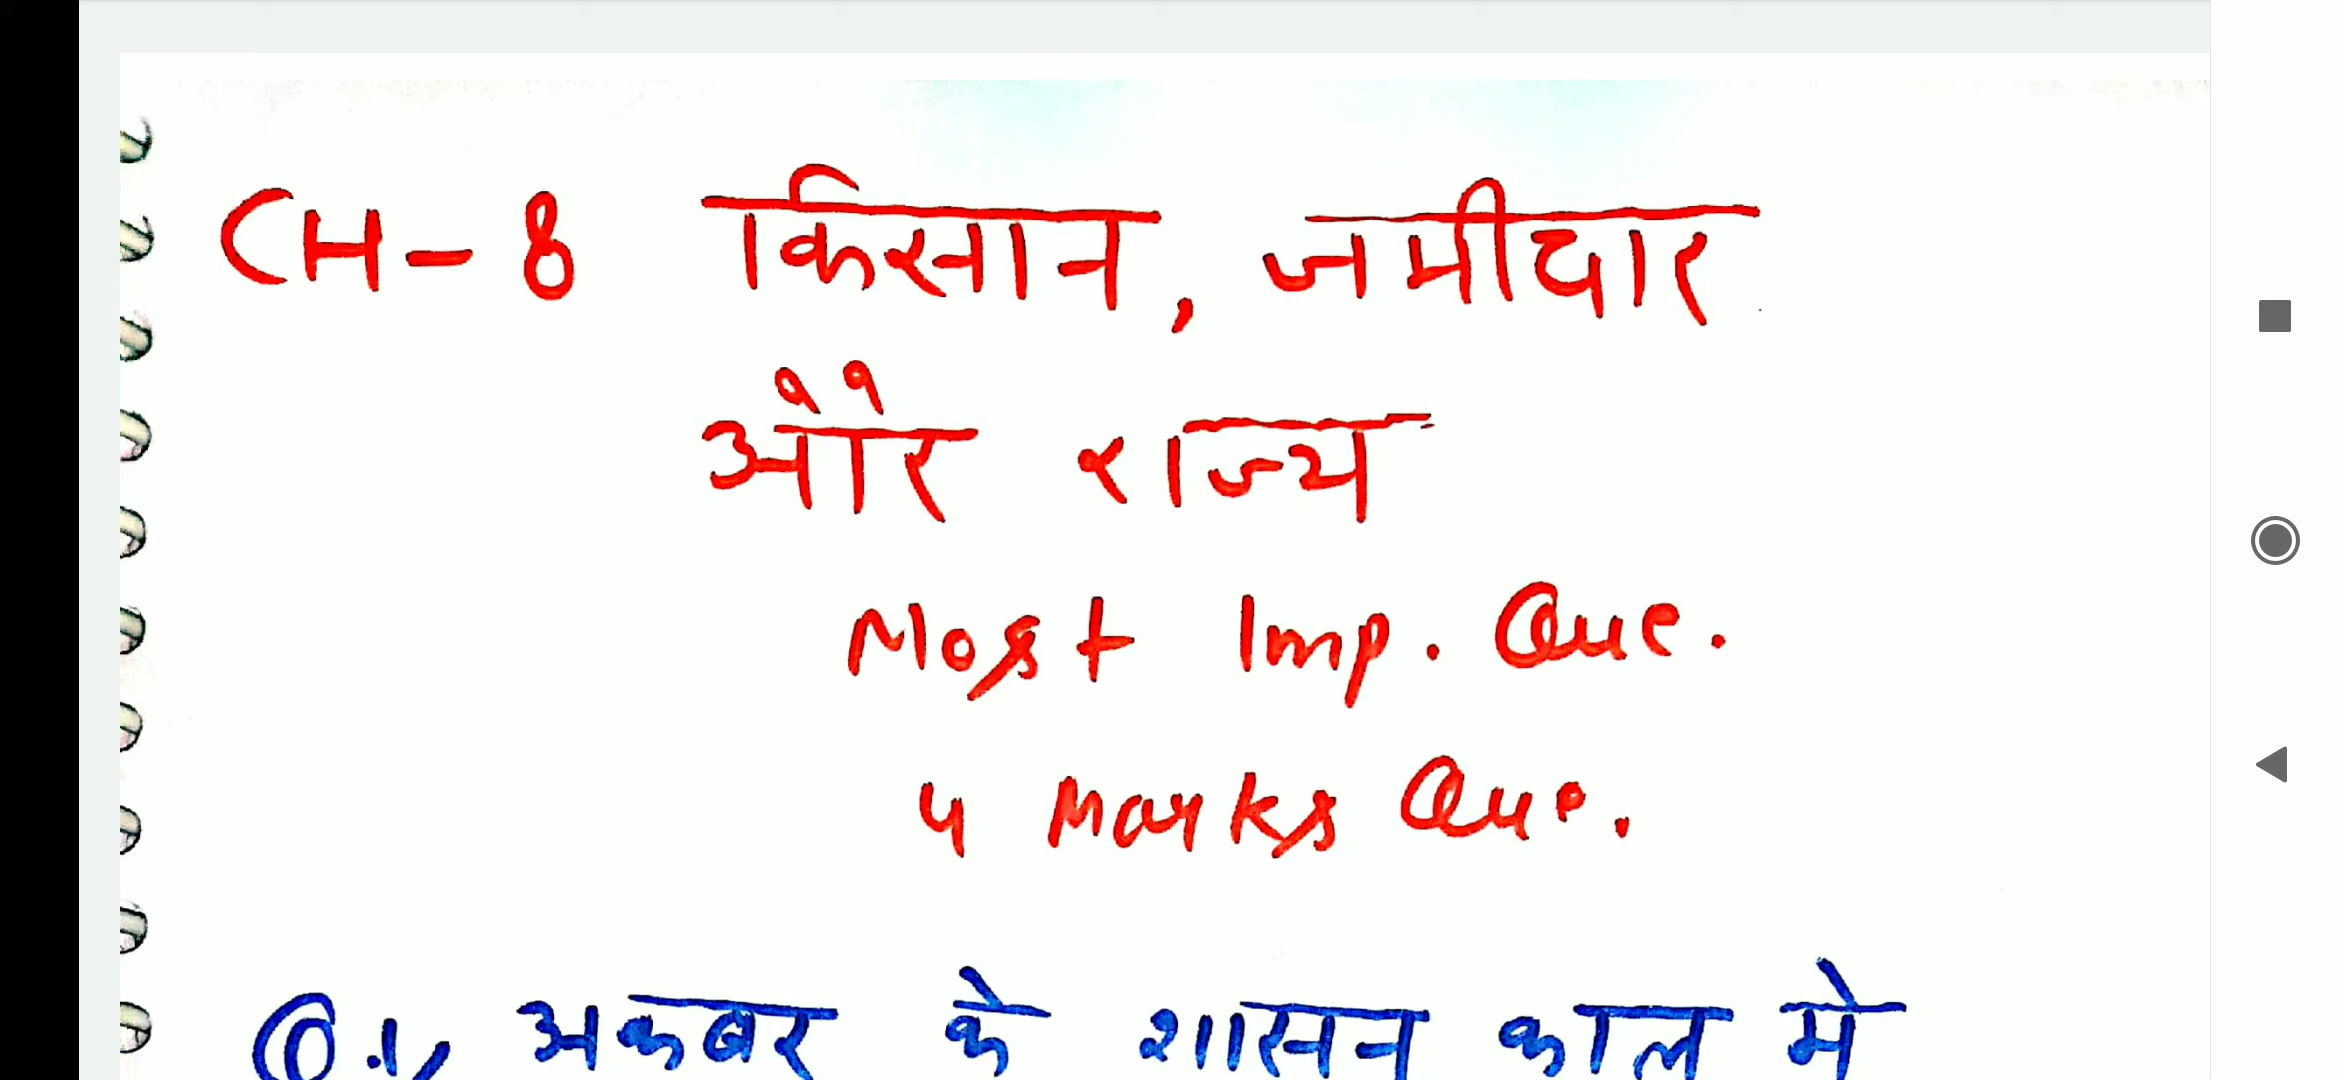 CH-8 किसान, जमीदार
और राज्य
Most Imp. Que.
4 Marks Que.
Q.1, अकबर के शासन काल मे